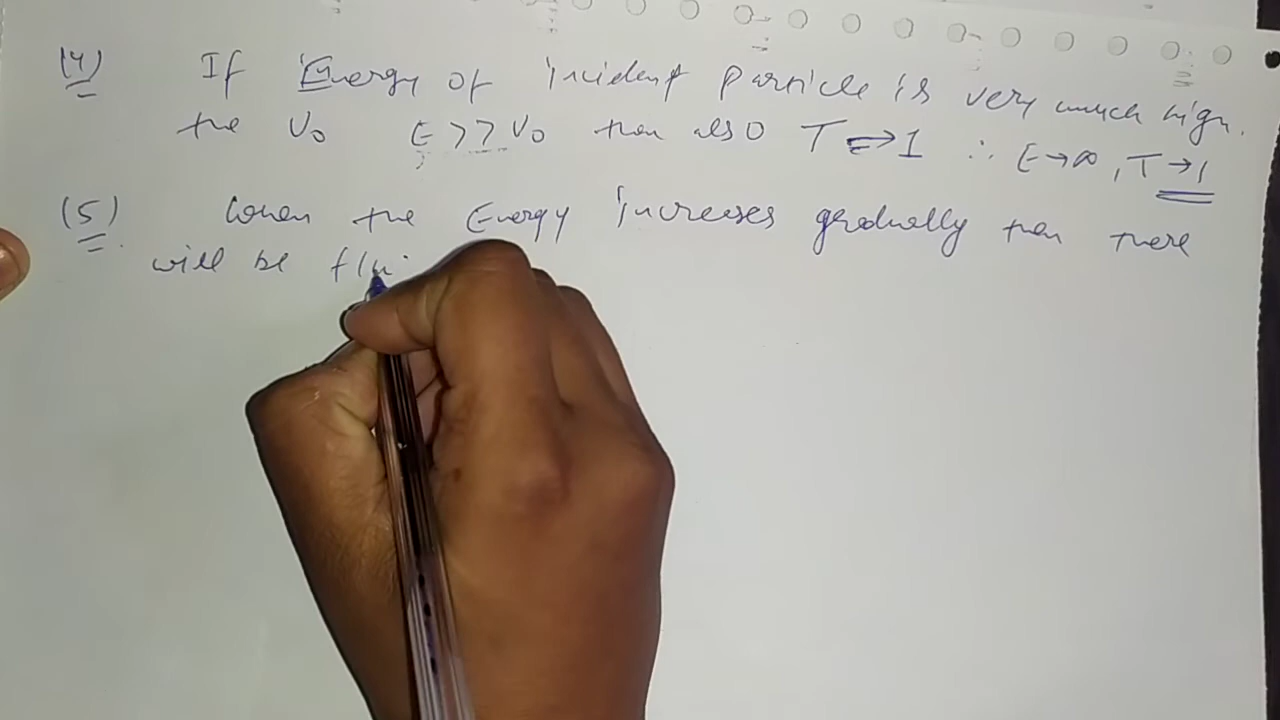 (4) If Energy of incident Particle is very much high.
the V₀ E >> V₀ then also T ⇒ 1 ∴ E → ∞, T → 1
(5) When the Energy increases gradually then there
will be